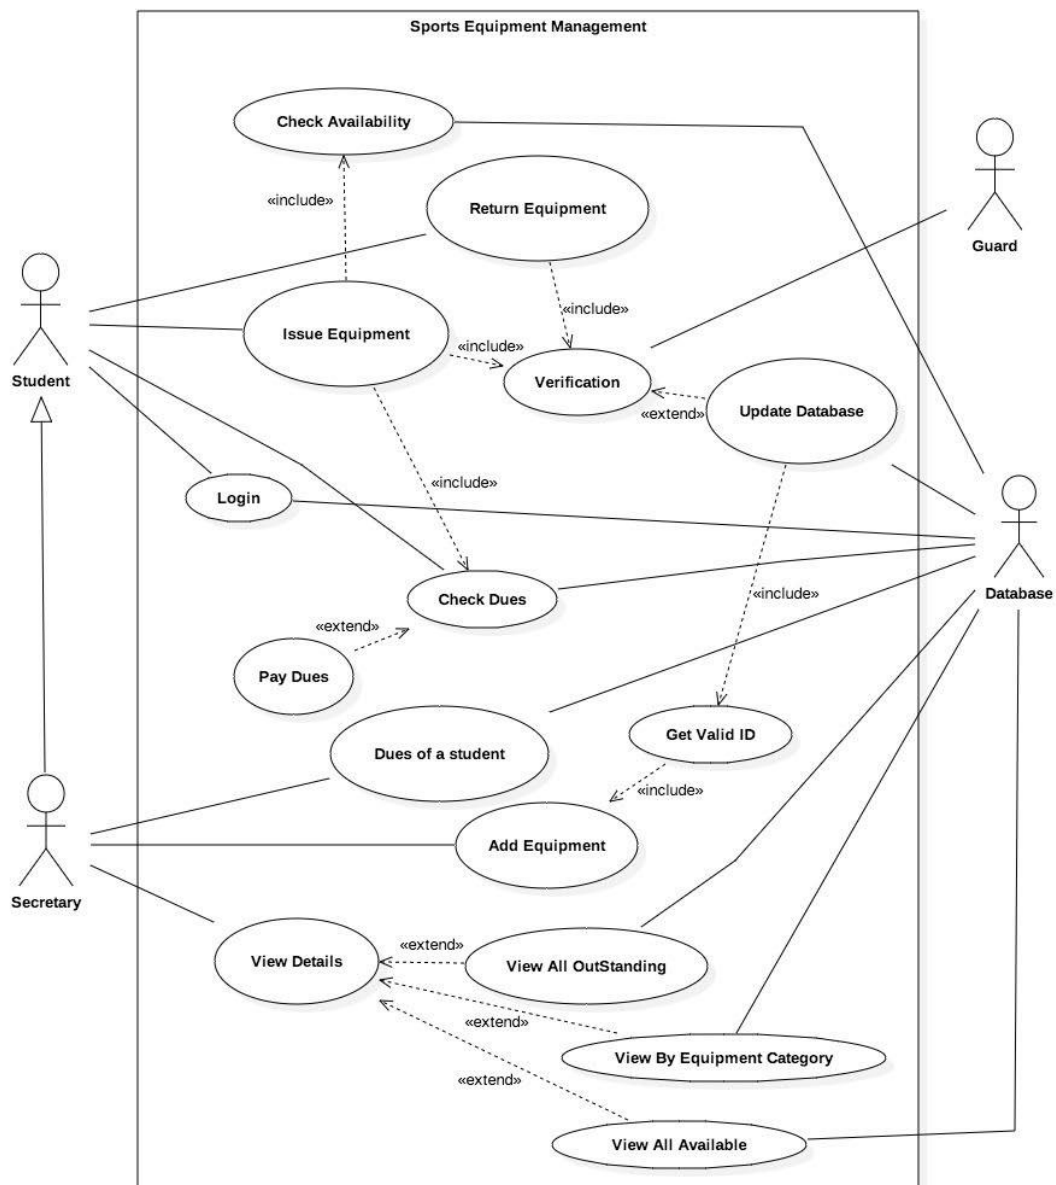 Sports Equipment Management
Check Availability
«include»
Return Equipment
Guard
Student
Issue Equipment
«include»
«include»
Verification
«extend»
Update Database
Login
«include»
Database
Check Dues
«include»
«extend»
Pay Dues
Dues of a student
Get Valid ID
«include»
Add Equipment
Secretary
View Details
«extend»
View All OutStanding
«extend»
View By Equipment Category
«extend»
View All Available